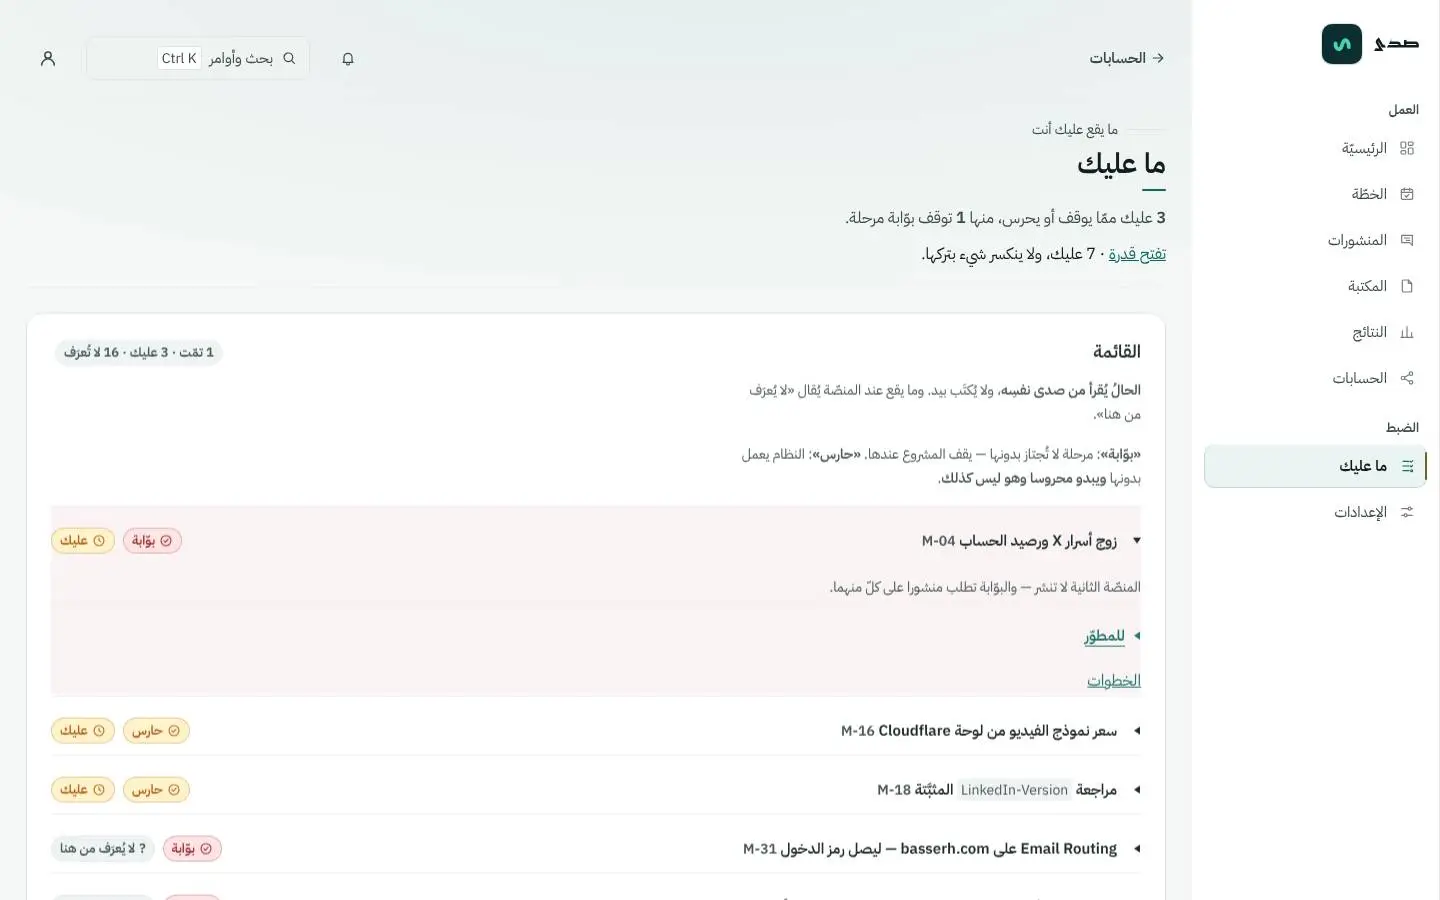 صدى
العمل
الرئيسيّة
الخطّة
المنشورات
المكتبة
النتائج
الحسابات
الضبط
ما عليك
الإعدادات
→ الحسابات
بحث وأوامر Ctrl K
ما يقع عليك أنت
ما عليك
3 عليك ممّا يوقف أو يحرس، منها 1 توقف بوّابة مرحلة.
تفتح قدرة · 7 عليك، ولا ينكسر شيء بتركها.
القائمة
1 تمّت · 3 عليك · 16 لا تُعرَف
الحالُ يُقرأ من صدى نفسِه، ولا يُكتَب بيد. وما يقع عند المنصّة يُقال «لا يُعرَف
من هنا».
«بوّابة»: مرحلة لا تُجتاز بدونها — يقف المشروع عندها. «حارس»: النظام يعمل
بدونها ويبدو محروسا وهو ليس كذلك.
زوج أسرار X ورصيد الحساب M-04
بوّابة
عليك
المنصّة الثانية لا تنشر — والبوّابة تطلب منشورا على كلّ منهما.
للمطوّر
الخطوات
سعر نموذج الفيديو من لوحة Cloudflare M-16
حارس
عليك
مراجعة LinkedIn-Version المثبَّتة M-18
حارس
عليك
Email Routing على basserh.com — ليصل رمز الدخول M-31
بوّابة
? لا يُعرَف من هنا